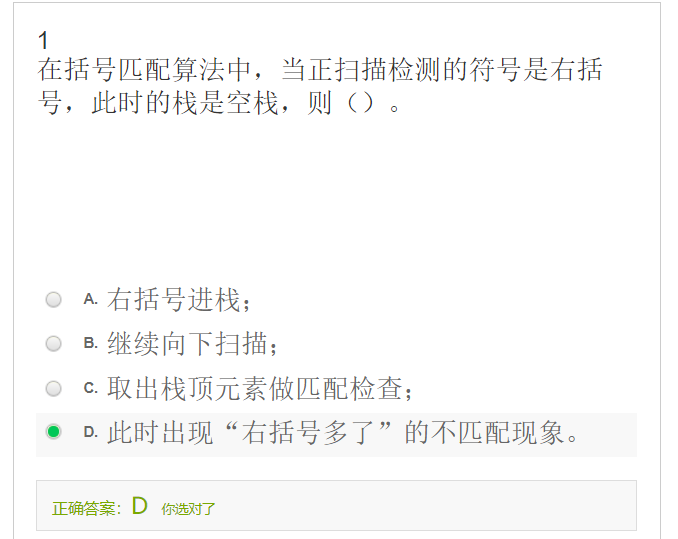 1
在括号匹配算法中，当正扫描检测的符号是右括
号，此时的栈是空栈，则（）。
A. 右括号进栈；
B. 继续向下扫描；
C. 取出栈顶元素做匹配检查；
D. 此时出现“右括号多了”的不匹配现象。
正确答案：D 你选对了